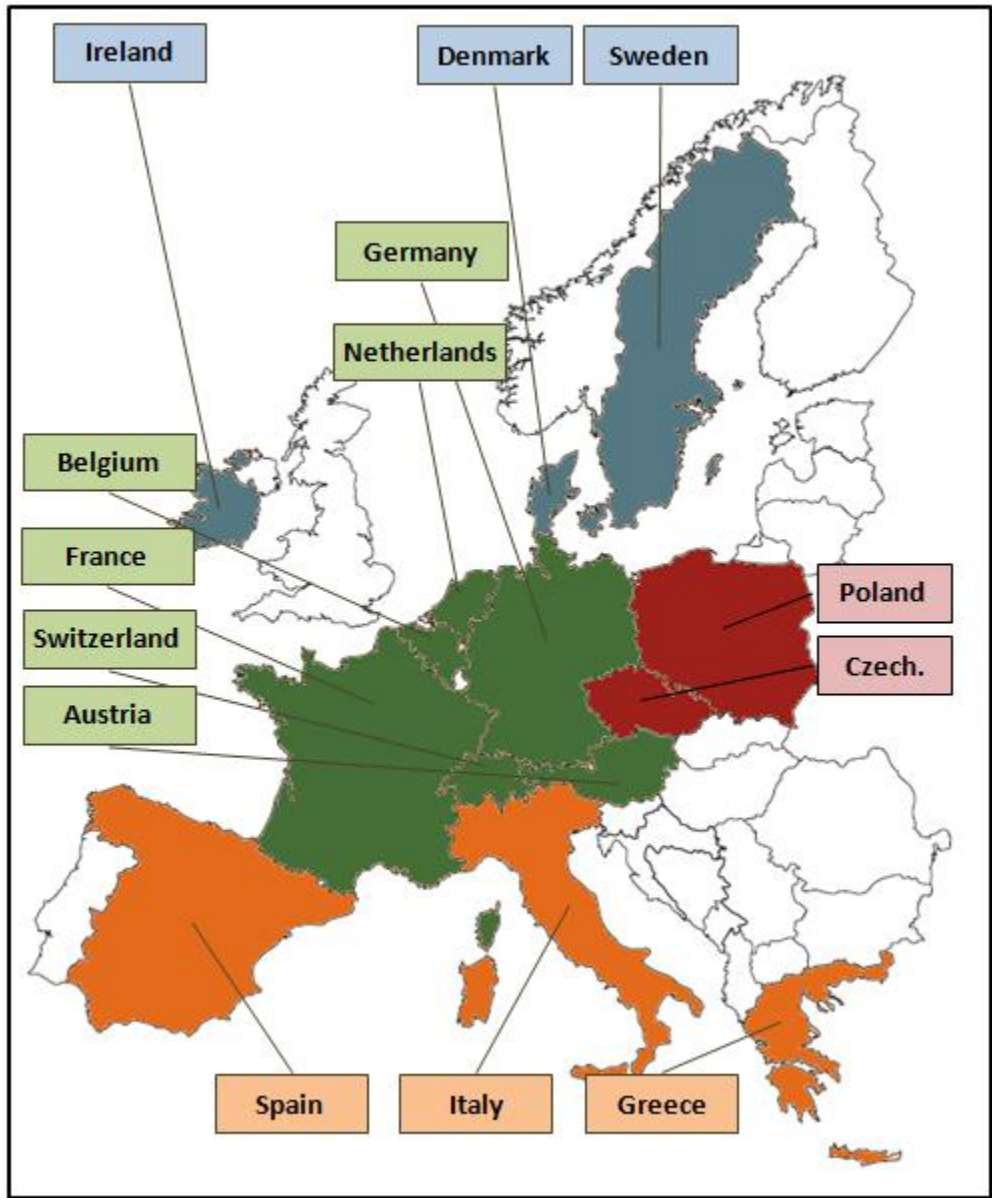 Ireland
Denmark
Sweden
Germany
Netherlands
Belgium
France
Switzerland
Austria
Poland
Czech.
Spain
Italy
Greece